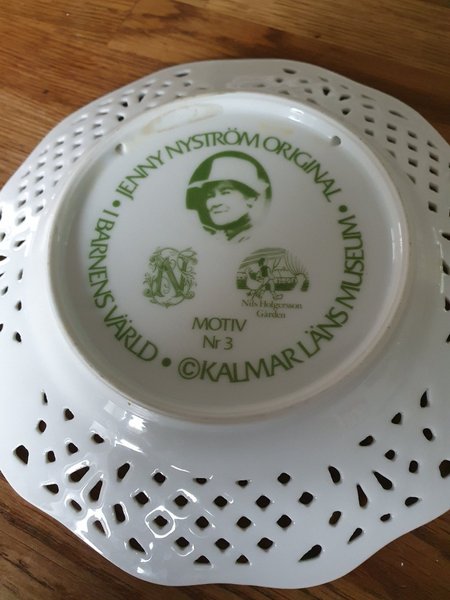 • JENNY NYSTRÖM ORIGINAL •
I BARNENS VÄRLD • ©KALMAR LÄNS MUSEUM
N
Nils Holgersson
Gården
MOTIV
Nr 3